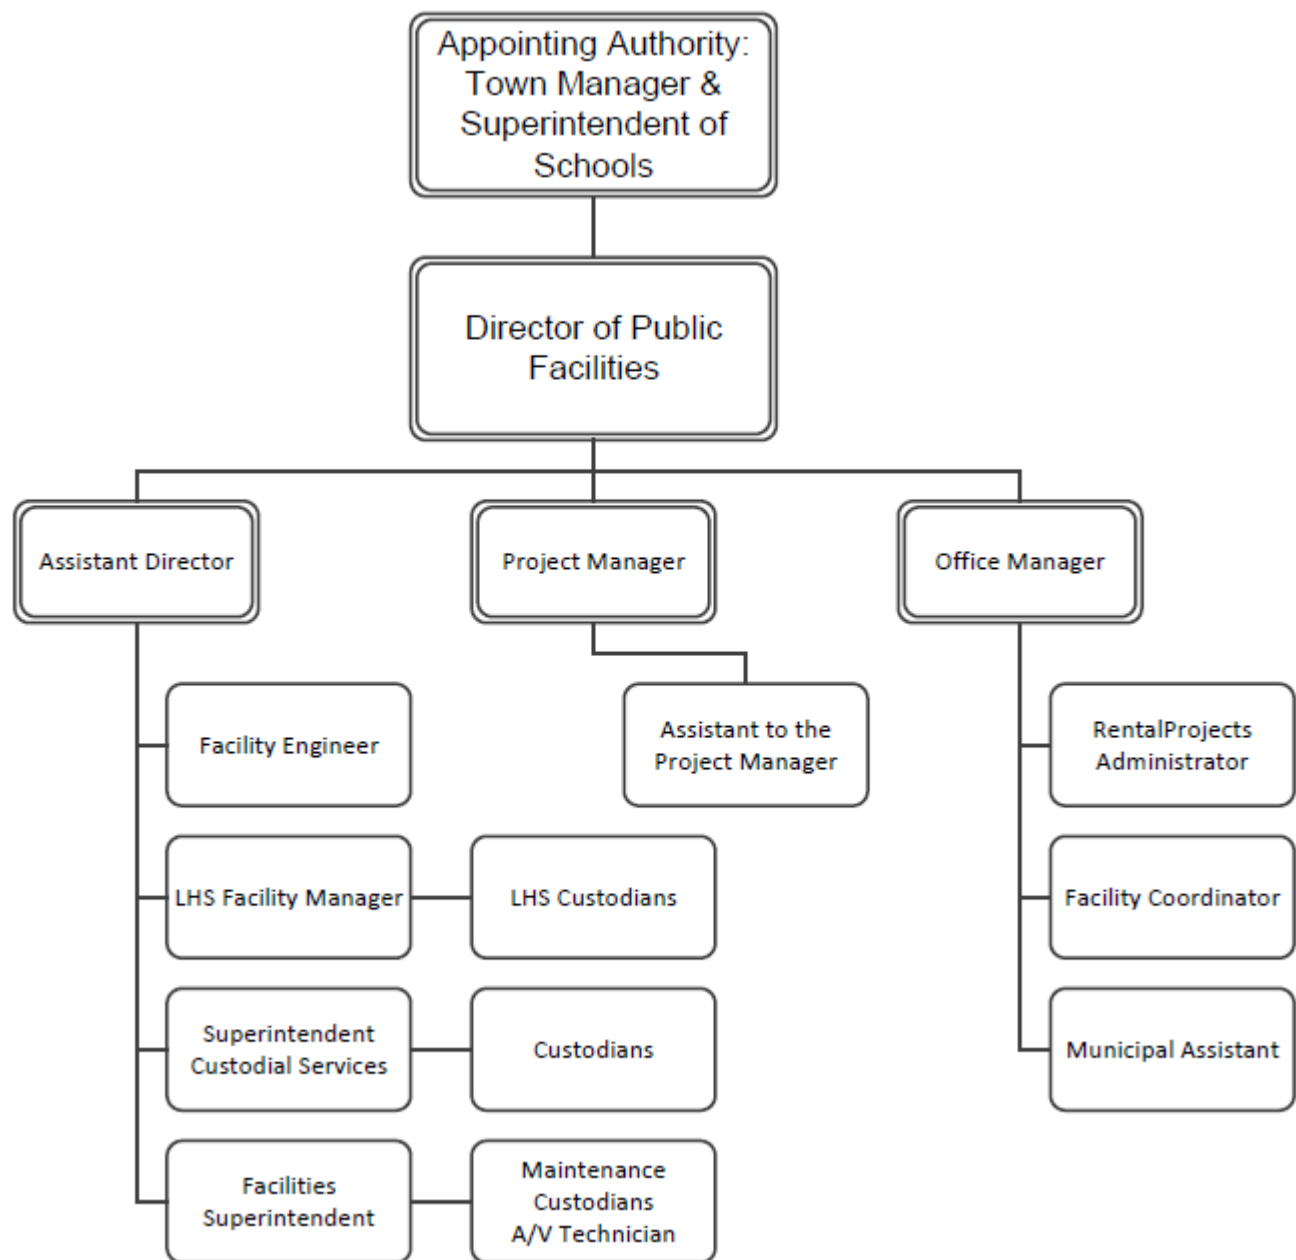 Appointing Authority:
Town Manager &
Superintendent of
Schools
Director of Public
Facilities
Assistant Director
Project Manager
Office Manager
Facility Engineer
Assistant to the
Project Manager
RentalProjects
Administrator
LHS Facility Manager
LHS Custodians
Facility Coordinator
Superintendent
Custodial Services
Custodians
Municipal Assistant
Facilities
Superintendent
Maintenance
Custodians
A/V Technician